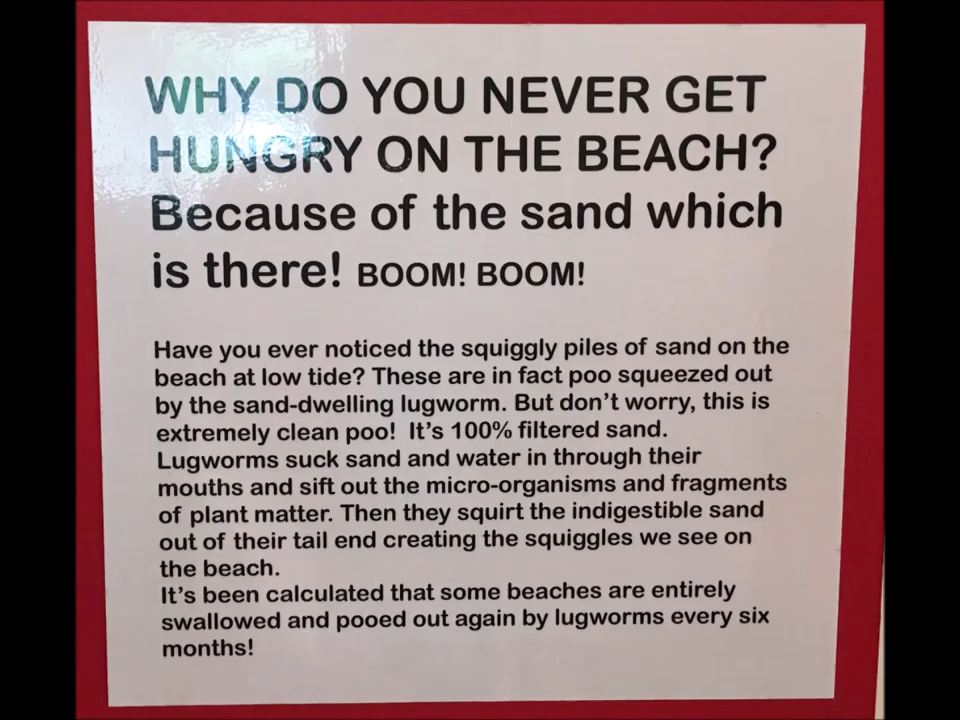 WHY DO YOU NEVER GET
HUNGRY ON THE BEACH?
Because of the sand which
is there! BOOM! BOOM!
Have you ever noticed the squiggly piles of sand on the
beach at low tide? These are in fact poo squeezed out
by the sand-dwelling lugworm. But don't worry, this is
extremely clean poo!  It's 100% filtered sand.
Lugworms suck sand and water in through their
mouths and sift out the micro-organisms and fragments
of plant matter. Then they squirt the indigestible sand
out of their tail end creating the squiggles we see on
the beach.
It's been calculated that some beaches are entirely
swallowed and pooed out again by lugworms every six
months!